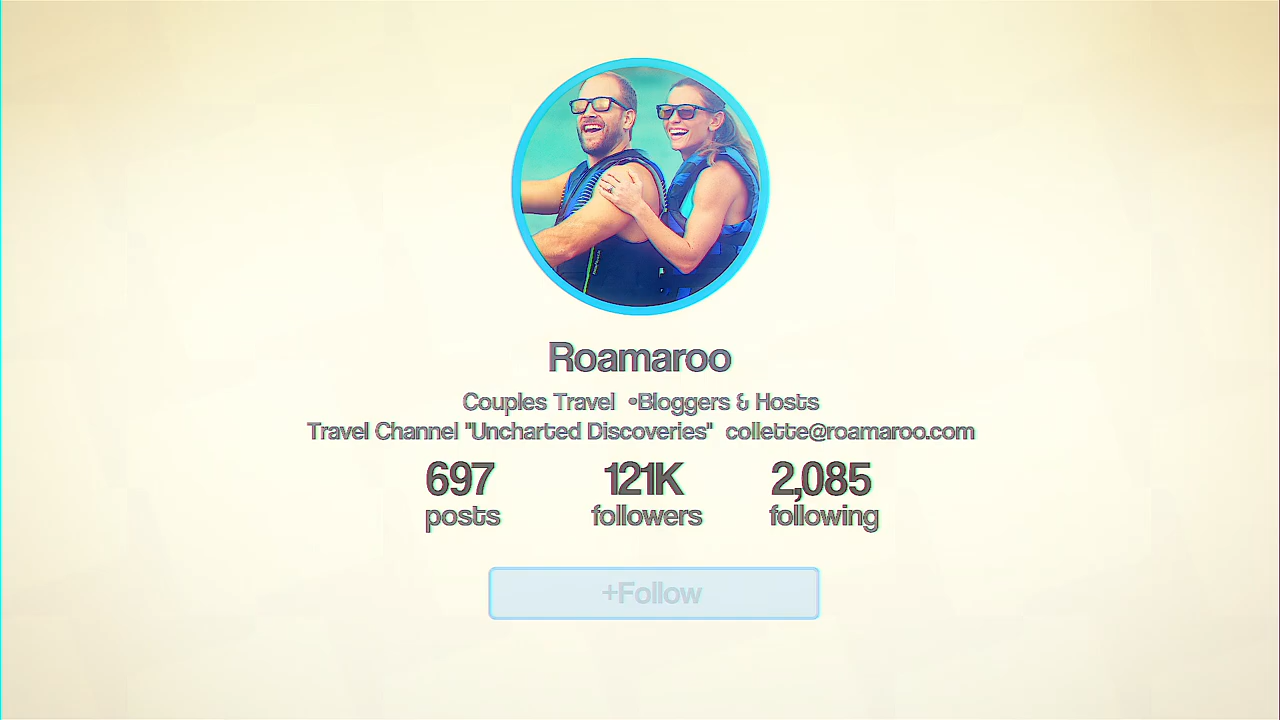 Roamaroo
Couples Travel •Bloggers & Hosts
Travel Channel "Uncharted Discoveries" collette@roamaroo.com
697 121K 2,085
posts followers following
+Follow